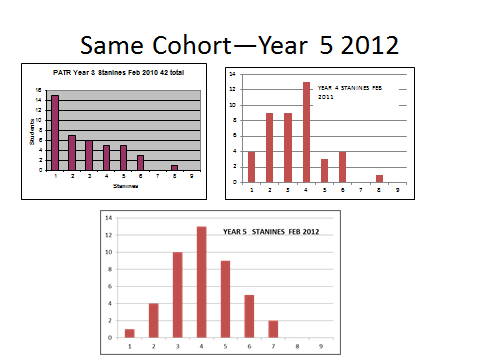 Same Cohort—Year 5 2012
PATR Year 3 Stanines Feb 2010 42 total
16
14
12
10
8
6
4
2
0
Students
1 2 3 4 5 6 7 8 9
Stanines
14
12
10
8
6
4
2
0
YEAR 4 STANINES FEB
2011
1 2 3 4 5 6 7 8 9
14
12
10
8
6
4
2
0
YEAR 5 STANINES FEB 2012
1 2 3 4 5 6 7 8 9